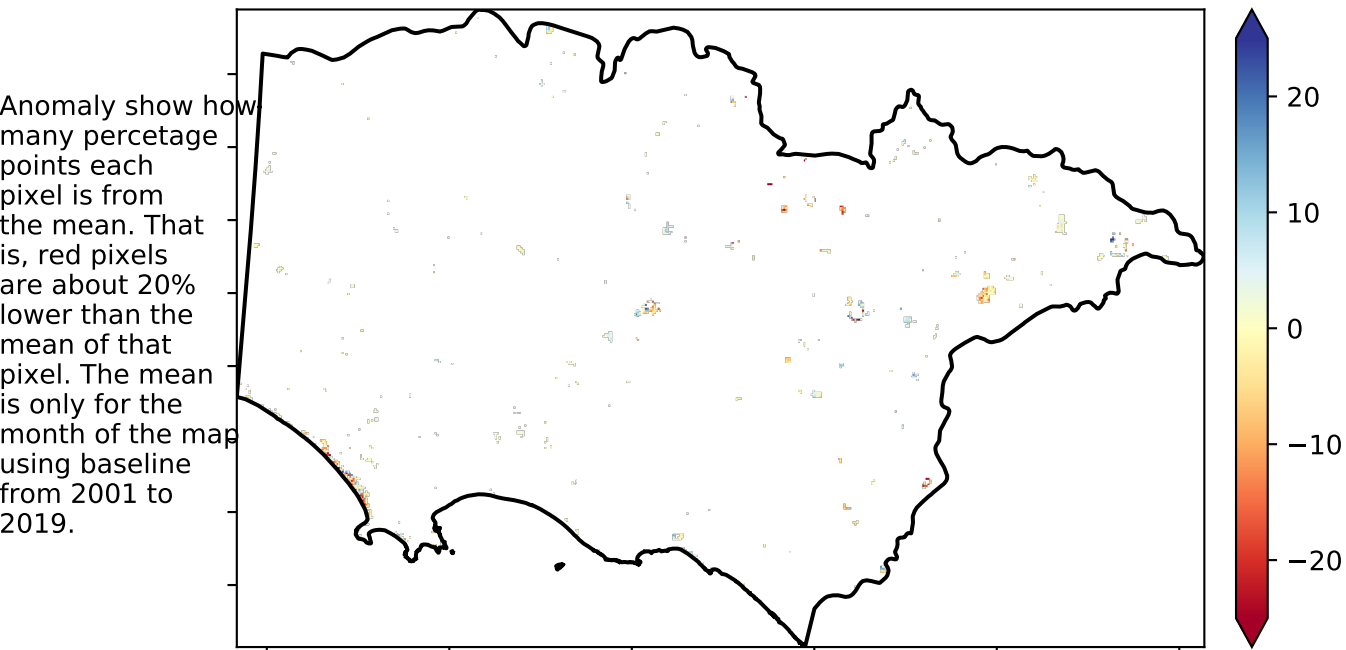 Anomaly show how
many percetage
points each
pixel is from
the mean. That
is, red pixels
are about 20%
lower than the
mean of that
pixel. The mean
is only for the
month of the map
using baseline
from 2001 to
2019.
20
10
0
−10
−20